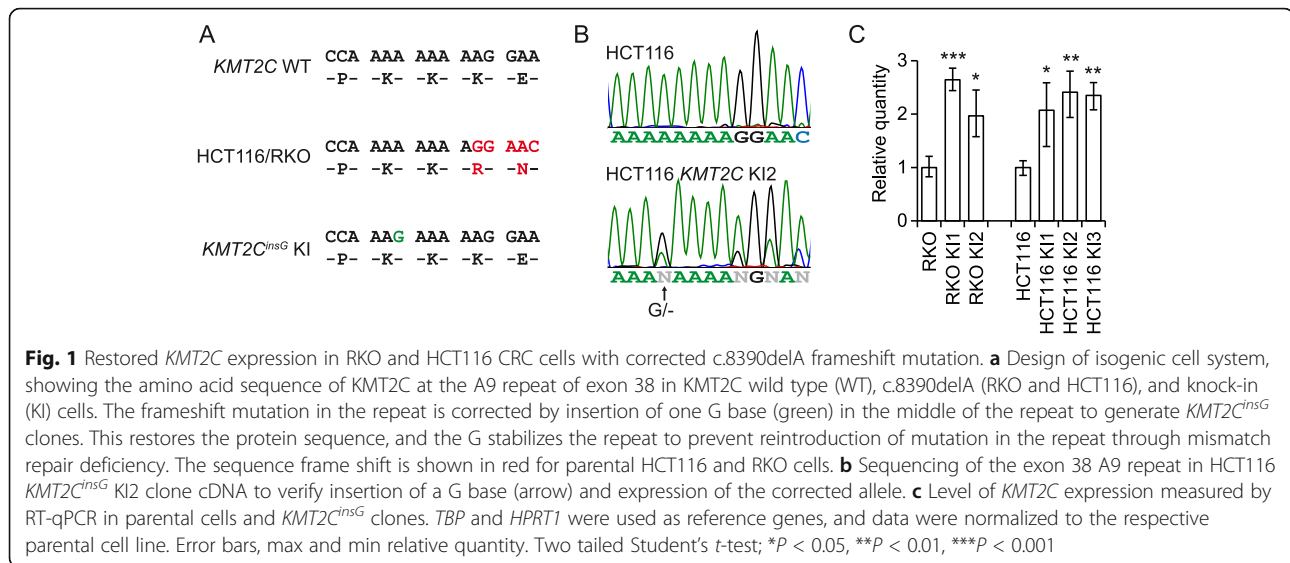 A
KMT2C WT
CCA AAA AAA AAG GAA
-P- -K- -K- -K- -E-
HCT116/RKO
CCA AAA AAA AGG AAC
-P- -K- -K- -R- -N-
KMT2CinsG KI
CCA AAG AAA AAG GAA
-P- -K- -K- -K- -E-
B
HCT116
AAAAAAAAGGAAC
HCT116 KMT2C KI2
AAANAAAANGNAN
G/-
C
Relative quantity
3
2
1
0
***
*
*
**
**
RKO
RKO KI1
RKO KI2
HCT116
HCT116 KI1
HCT116 KI2
HCT116 KI3
Fig. 1 Restored KMT2C expression in RKO and HCT116 CRC cells with corrected c.8390delA frameshift mutation. a Design of isogenic cell system,
showing the amino acid sequence of KMT2C at the A9 repeat of exon 38 in KMT2C wild type (WT), c.8390delA (RKO and HCT116), and knock-in
(KI) cells. The frameshift mutation in the repeat is corrected by insertion of one G base (green) in the middle of the repeat to generate KMT2CinsG
clones. This restores the protein sequence, and the G stabilizes the repeat to prevent reintroduction of mutation in the repeat through mismatch
repair deficiency. The sequence frame shift is shown in red for parental HCT116 and RKO cells. b Sequencing of the exon 38 A9 repeat in HCT116
KMT2CinsG KI2 clone cDNA to verify insertion of a G base (arrow) and expression of the corrected allele. c Level of KMT2C expression measured by
RT-qPCR in parental cells and KMT2CinsG clones. TBP and HPRT1 were used as reference genes, and data were normalized to the respective
parental cell line. Error bars, max and min relative quantity. Two tailed Student's t-test; *P < 0.05, **P < 0.01, ***P < 0.001